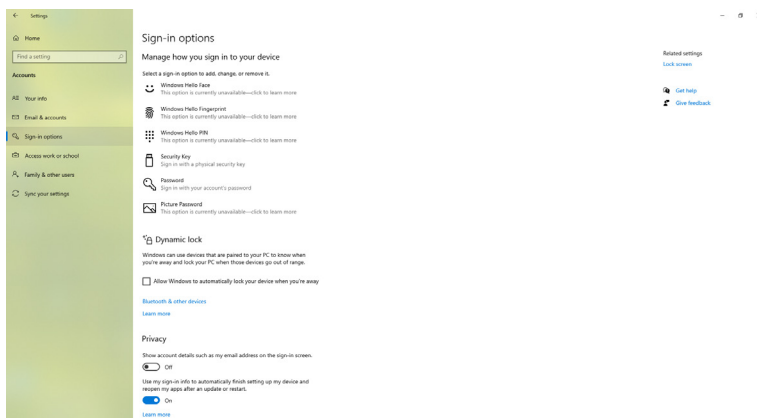 Settings
Home
Find a setting
Accounts
Your info
Email & accounts
Sign-in options
Access work or school
Family & other users
Sync your settings
Sign-in options
Manage how you sign in to your device
Select a sign-in option to add, change, or remove it.
Windows Hello Face
This option is currently unavailable—click to learn more
Windows Hello Fingerprint
This option is currently unavailable—click to learn more
Windows Hello PIN
This option is currently unavailable—click to learn more
Security Key
Sign in with a physical security key
Password
Sign in with your account's password
Picture Password
This option is currently unavailable—click to learn more
Dynamic lock
Windows can use devices that are paired to your PC to know when
you're away and lock your PC when those devices go out of range.
Allow Windows to automatically lock your device when you're away
Bluetooth & other devices
Learn more
Privacy
Show account details such as my email address on the sign-in screen.
Off
Use my sign-in info to automatically finish setting up my device and
reopen my apps after an update or restart.
On
Learn more
Related settings
Lock screen
Get help
Give feedback